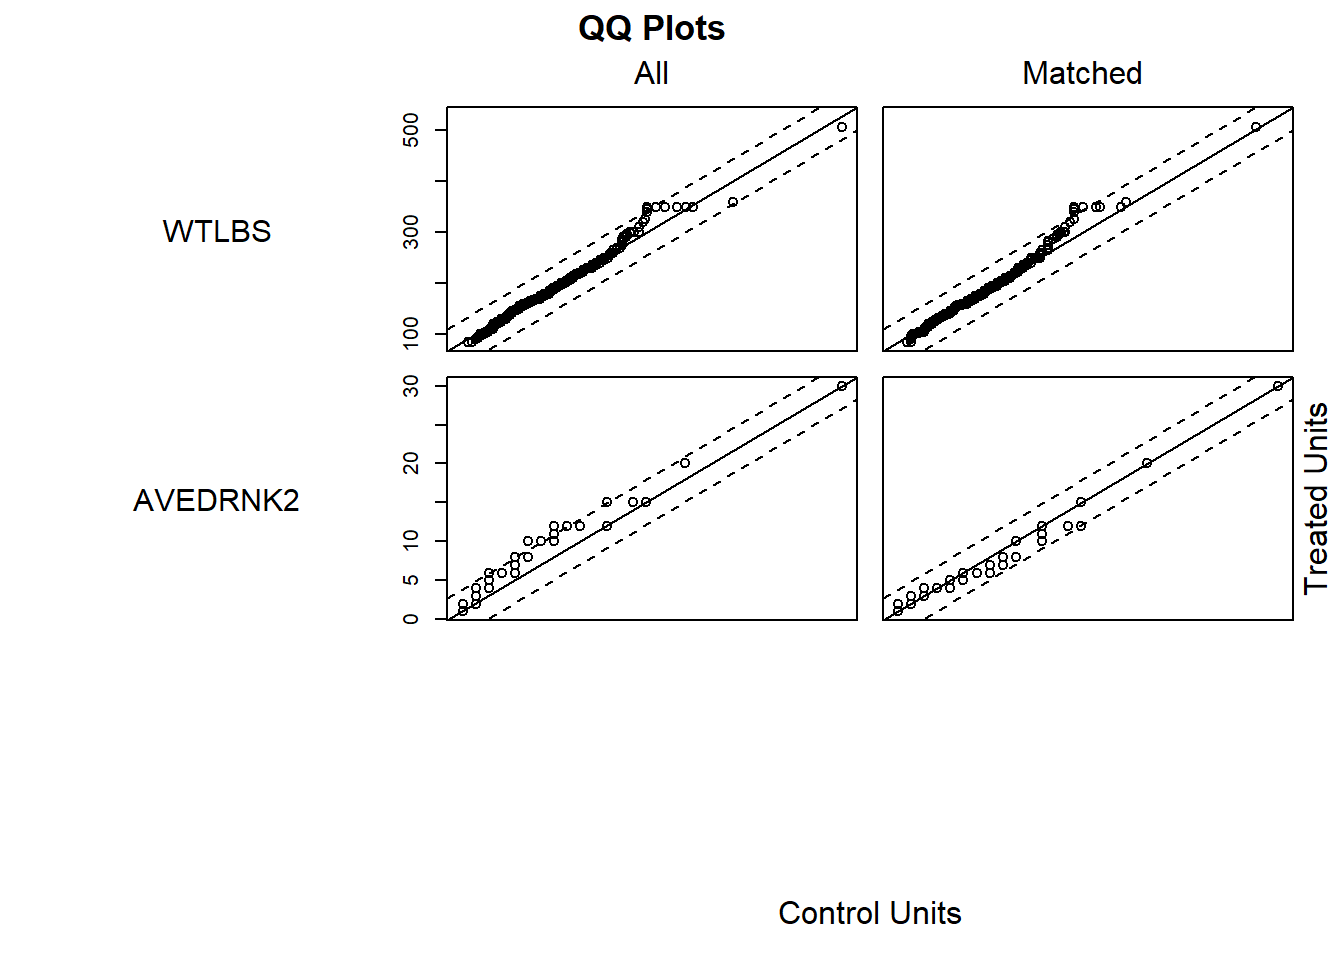 QQ Plots
All Matched
WTLBS
500
300
100
AVEDRNK2
30
20
10
5
0
Treated Units
Control Units